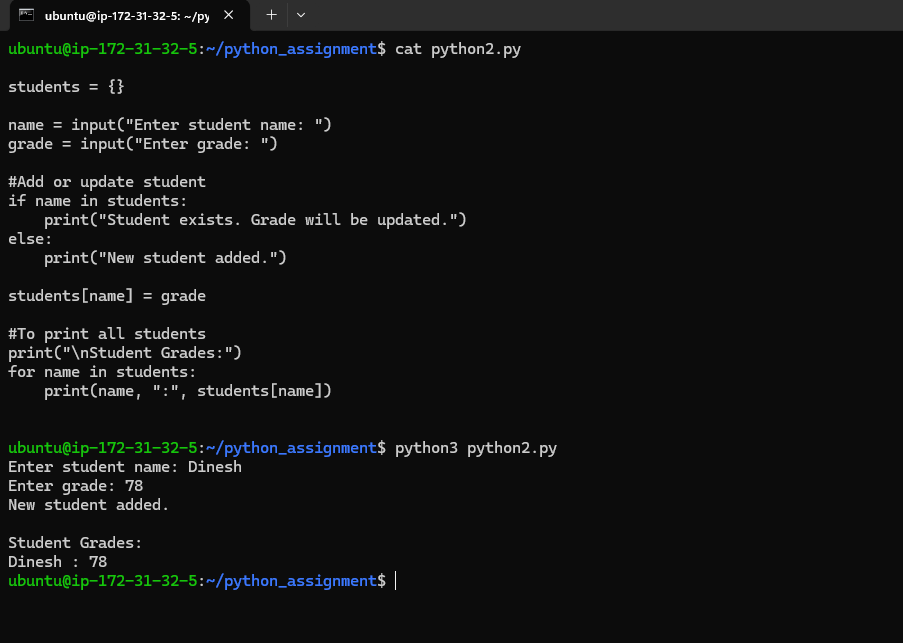 ubuntu@ip-172-31-32-5: ~/py
ubuntu@ip-172-31-32-5:~/python_assignment$ cat python2.py

students = {}

name = input("Enter student name: ")
grade = input("Enter grade: ")

#Add or update student
if name in students:
    print("Student exists. Grade will be updated.")
else:
    print("New student added.")

students[name] = grade

#To print all students
print("\nStudent Grades:")
for name in students:
    print(name, ":", students[name])


ubuntu@ip-172-31-32-5:~/python_assignment$ python3 python2.py
Enter student name: Dinesh
Enter grade: 78
New student added.

Student Grades:
Dinesh : 78
ubuntu@ip-172-31-32-5:~/python_assignment$